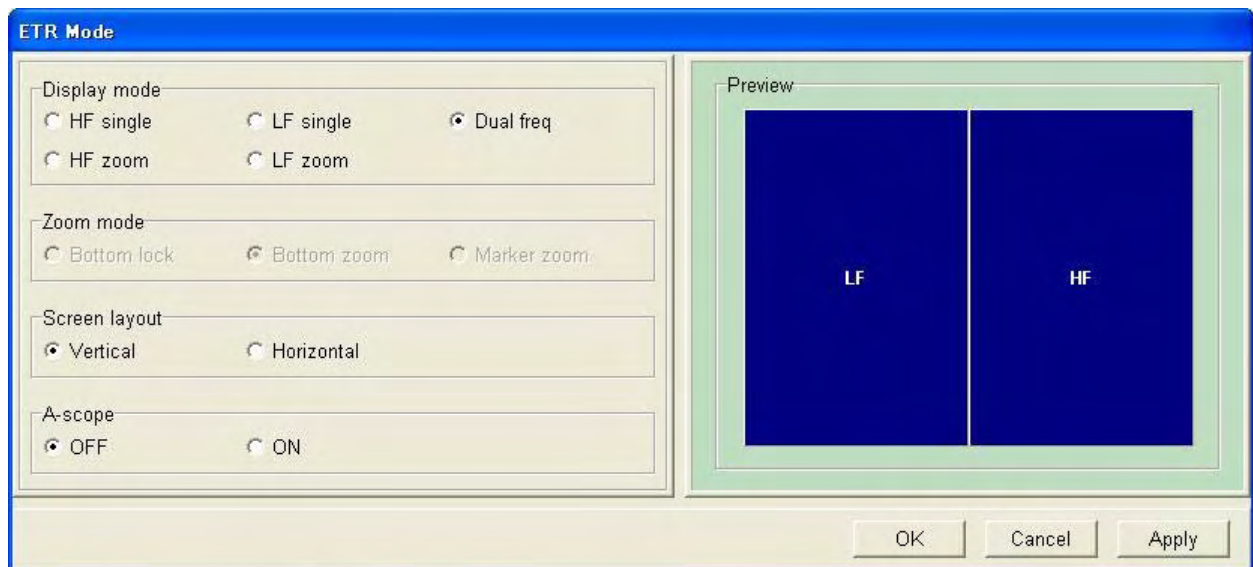 ETR Mode
Display mode
HF single LF single Dual freq
HF zoom LF zoom
Zoom mode
Bottom lock Bottom zoom Marker zoom
Screen layout
Vertical Horizontal
A-scope
OFF ON
Preview
LF HF
OK Cancel Apply